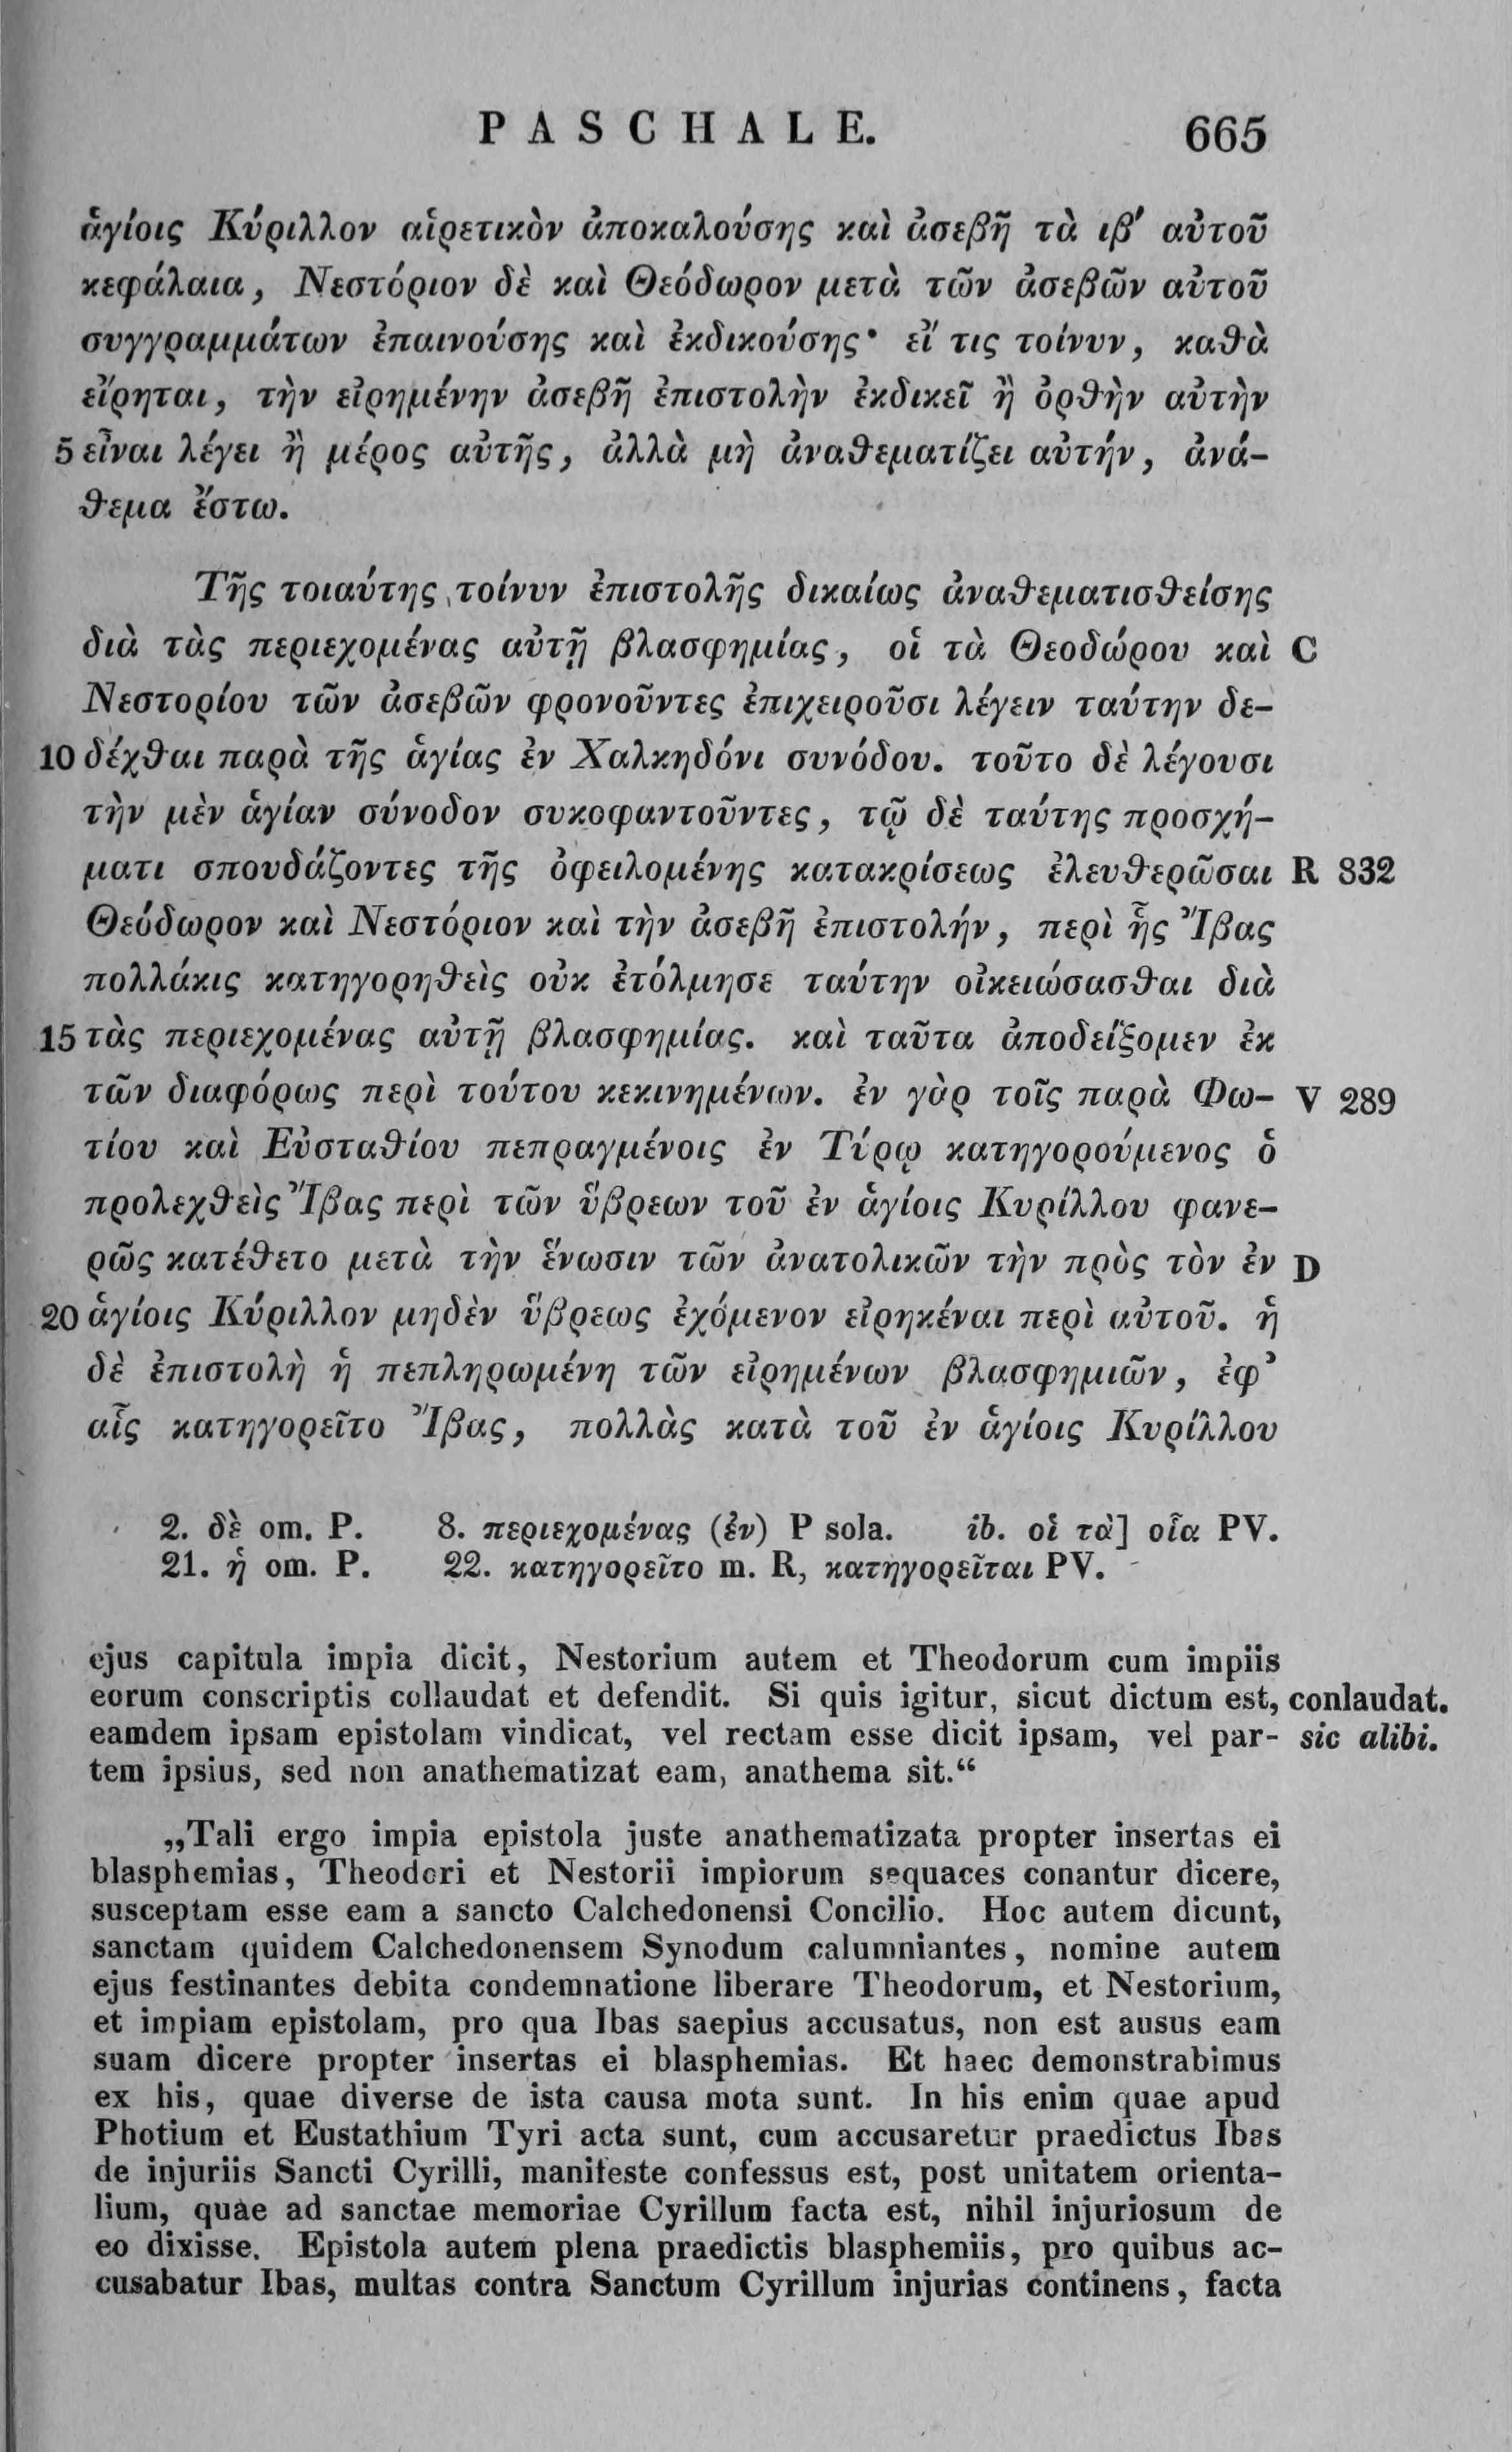 PASCHALE. 665
ἁγίοις Κύριλλον αἱρετικὸν ἀποκαλούσης καὶ ἀσεβῆ τὰ ιβʹ αὐτοῦ
κεφάλαια, Νεστόριον δὲ καὶ Θεόδωρον μετὰ τῶν ἀσεβῶν αὐτοῦ
συγγραμμάτων ἐπαινούσης καὶ ἐκδικούσης· εἴ τις τοίνυν, καθὰ
εἴρηται, τὴν εἰρημένην ἀσεβῆ ἐπιστολὴν ἐκδικεῖ ἢ ὀρθὴν αὐτὴν
5 εἶναι λέγει ἢ μέρος αὐτῆς, ἀλλὰ μὴ ἀναθεματίζει αὐτήν, ἀνά-
θεμα ἔστω.
Τῆς τοιαύτης τοίνυν ἐπιστολῆς δικαίως ἀναθεματισθείσης
διὰ τὰς περιεχομένας αὐτῇ βλασφημίας, οἱ τὰ Θεοδώρου καὶ C
Νεστορίου τῶν ἀσεβῶν φρονοῦντες ἐπιχειροῦσι λέγειν ταύτην δε-
10 δέχθαι παρὰ τῆς ἁγίας ἐν Χαλκηδόνι συνόδου. τοῦτο δὲ λέγουσι
τὴν μὲν ἁγίαν σύνοδον συκοφαντοῦντες, τῷ δὲ ταύτης προσχή-
ματι σπουδάζοντες τῆς ὀφειλομένης κατακρίσεως ἐλευθερῶσαι R 832
Θεόδωρον καὶ Νεστόριον καὶ τὴν ἀσεβῆ ἐπιστολήν, περὶ ἧς Ἴβας
πολλάκις κατηγορηθεὶς οὐκ ἐτόλμησε ταύτην οἰκειώσασθαι διὰ
15 τὰς περιεχομένας αὐτῇ βλασφημίας. καὶ ταῦτα ἀποδείξομεν ἐκ
τῶν διαφόρως περὶ τούτου κεκινημένων. ἐν γὰρ τοῖς παρὰ Φω- V 289
τίου καὶ Εὐσταθίου πεπραγμένοις ἐν Τύρῳ κατηγορούμενος ὁ
προλεχθεὶς Ἴβας περὶ τῶν ὕβρεων τοῦ ἐν ἁγίοις Κυρίλλου φανε-
ρῶς κατέθετο μετὰ τὴν ἕνωσιν τῶν ἀνατολικῶν τὴν πρὸς τὸν ἐν D
20 ἁγίοις Κύριλλον μηδὲν ὕβρεως ἐχόμενον εἰρηκέναι περὶ αὐτοῦ. ἡ
δὲ ἐπιστολὴ ἡ πεπληρωμένη τῶν εἰρημένων βλασφημιῶν, ἐφ’
αἷς κατηγορεῖτο Ἴβας, πολλὰς κατὰ τοῦ ἐν ἁγίοις Κυρίλλου
2. δὲ om. P. 8. περιεχομένας (ἐν) P sola. ib. οἱ τὰ] οἷα PV.
21. ἡ om. P. 22. κατηγορεῖτο m. R, κατηγορεῖται PV.
ejus capitula impia dicit, Nestorium autem et Theodorum cum impiis
eorum conscriptis collaudat et defendit. Si quis igitur, sicut dictum est, conlaudat.
eamdem ipsam epistolam vindicat, vel rectam esse dicit ipsam, vel par- sic alibi.
tem ipsius, sed non anathematizat eam, anathema sit.“
„Tali ergo impia epistola juste anathematizata propter insertas ei
blasphemias, Theodori et Nestorii impiorum sequaces conantur dicere,
susceptam esse eam a sancto Calchedonensi Concilio. Hoc autem dicunt,
sanctam quidem Calchedonensem Synodum calumniantes, nomine autem
ejus festinantes debita condemnatione liberare Theodorum, et Nestorium,
et impiam epistolam, pro qua Ibas saepius accusatus, non est ausus eam
suam dicere propter insertas ei blasphemias. Et haec demonstrabimus
ex his, quae diverse de ista causa mota sunt. In his enim quae apud
Photium et Eustathium Tyri acta sunt, cum accusaretur praedictus Ibas
de injuriis Sancti Cyrilli, manifeste confessus est, post unitatem orienta-
lium, quae ad sanctae memoriae Cyrillum facta est, nihil injuriosum de
eo dixisse. Epistola autem plena praedictis blasphemiis, pro quibus ac-
cusabatur Ibas, multas contra Sanctum Cyrillum injurias continens, facta